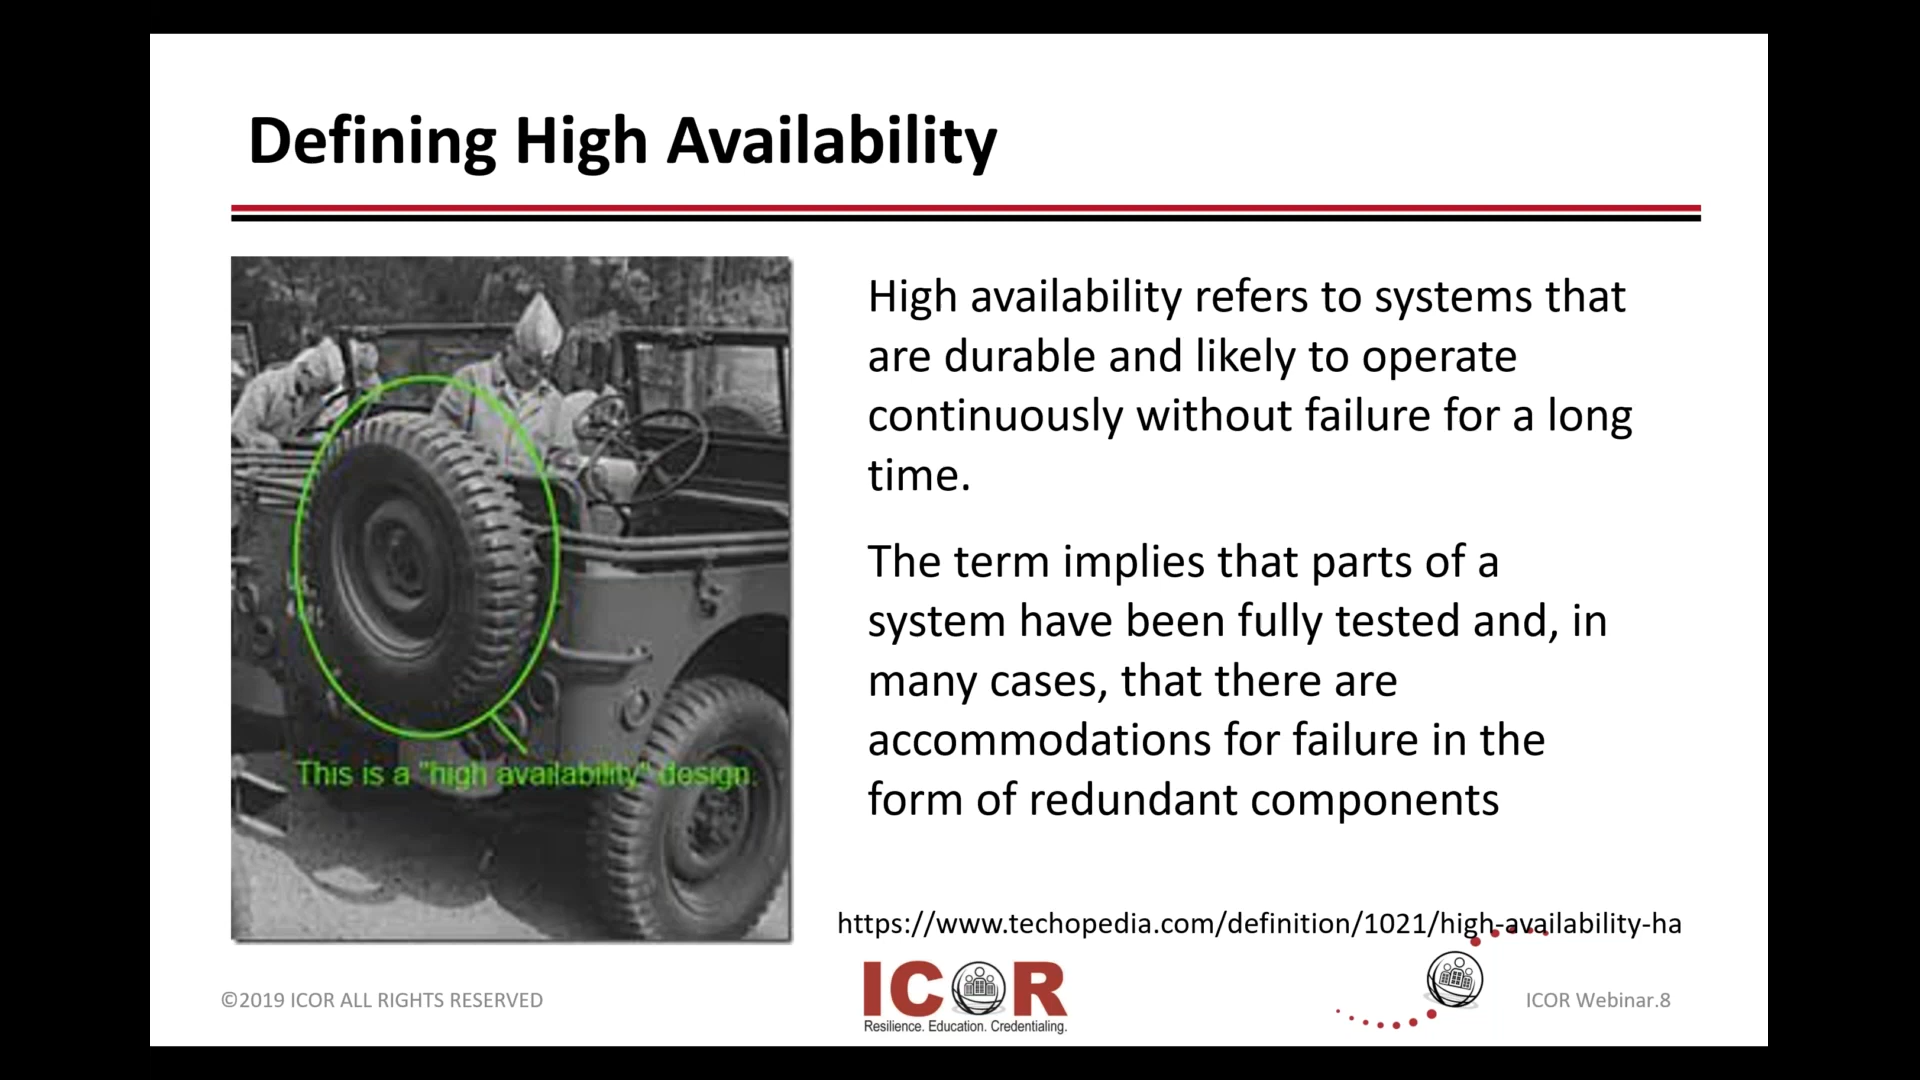 Defining High Availability
High availability refers to systems that
are durable and likely to operate
continuously without failure for a long
time.
The term implies that parts of a
system have been fully tested and, in
many cases, that there are
accommodations for failure in the
form of redundant components
This is a "high availability" design.
https://www.techopedia.com/definition/1021/high-availability-ha
©2019 ICOR ALL RIGHTS RESERVED
ICOR
Resilience. Education. Credentialing.
ICOR Webinar.8